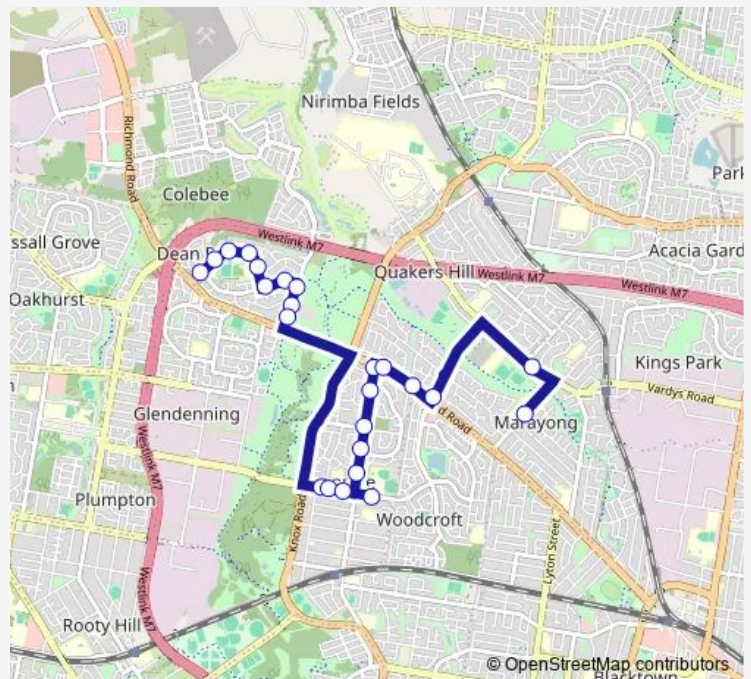 Nirimba Fields
Richmond Road
Park
Colebee
ssall Grove
Westlink M7
Acacia Gard
Dean P
Quakers Hill
Westlink M7
Westlink M7
Oakhurst
Kings Park
Vardys Road
Glendenning
d Road
Marayong
Westlink M7
Plumpton
Woodcroft
Knox Road
Lyton Street
Westlink M7
Rooty Hill
© OpenStreetMap contributors
Blacktown